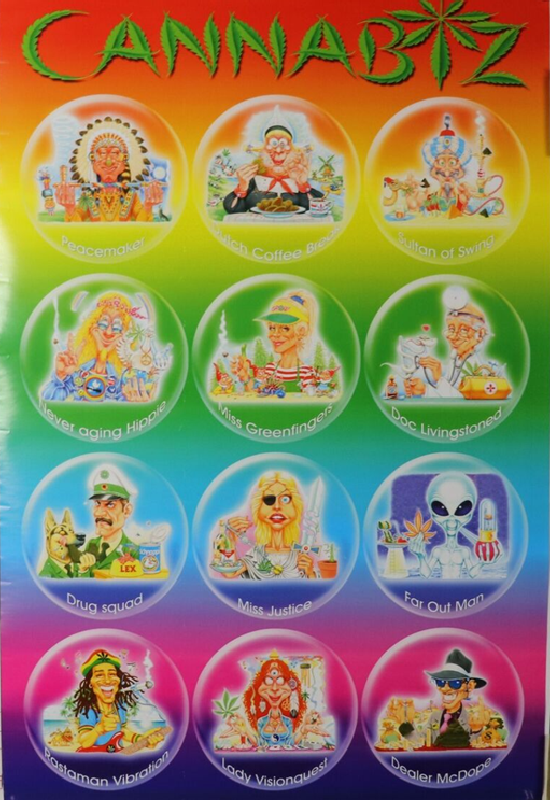 CANNABIZ
Peacemaker
Dutch Coffee Break
Sultan of Swing
Never aging Hippie
Miss Greenfingers
Doc Livingstoned
LEX
Drug squad
Miss Justice
Far Out Man
Rastaman Vibration
Lady Visionquest
Dealer McDope